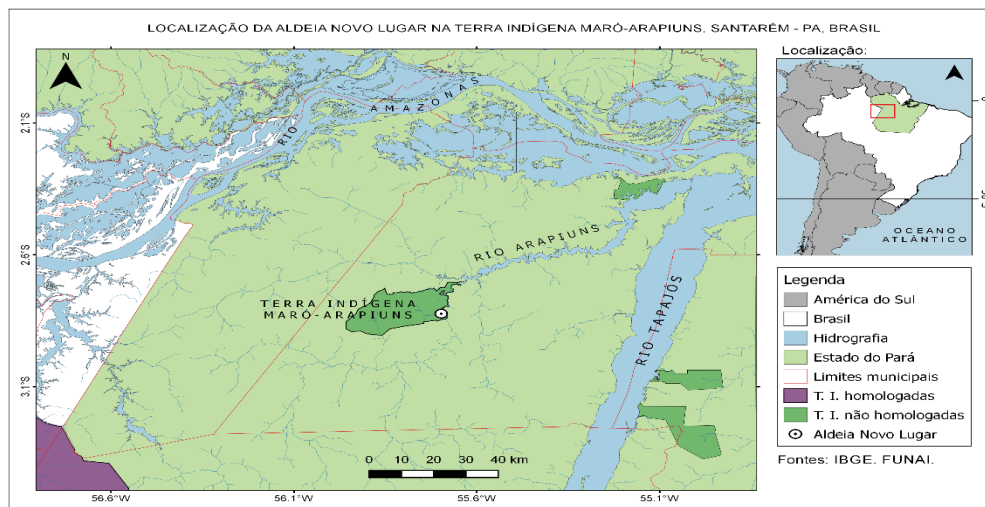 LOCALIZAÇÃO DA ALDEIA NOVO LUGAR NA TERRA INDÍGENA MARÓ-ARAPIUNS, SANTARÉM - PA, BRASIL
N
RIO AMAZONAS
2.1°S
RIO ARAPIUNS
2.6°S
TERRA INDÍGENA
MARÓ-ARAPIUNS
RIO TAPAJÓS
3.1°S
0 10 20 30 40 km
56.6°W
56.1°W
55.6°W
55.1°W
Localização:
OCEANO
ATLÂNTICO
Legenda
América do Sul
Brasil
Hidrografia
Estado do Pará
Limites municipais
T. I. homologadas
T. I. não homologadas
Aldeia Novo Lugar
Fontes: IBGE. FUNAI.